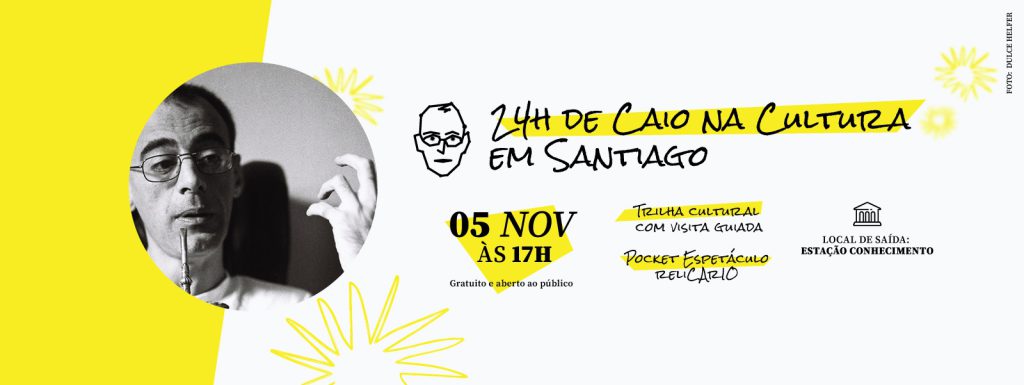 FOTO: DULCE HELFER
24H DE CAIO NA CULTURA
EM SANTIAGO
05 NOV
ÀS 17H
Gratuito e aberto ao público
TRILHA CULTURAL
COM VISITA GUIADA
POCKET ESPETÁCULO
reliCÁRIO
LOCAL DE SAÍDA:
ESTAÇÃO CONHECIMENTO